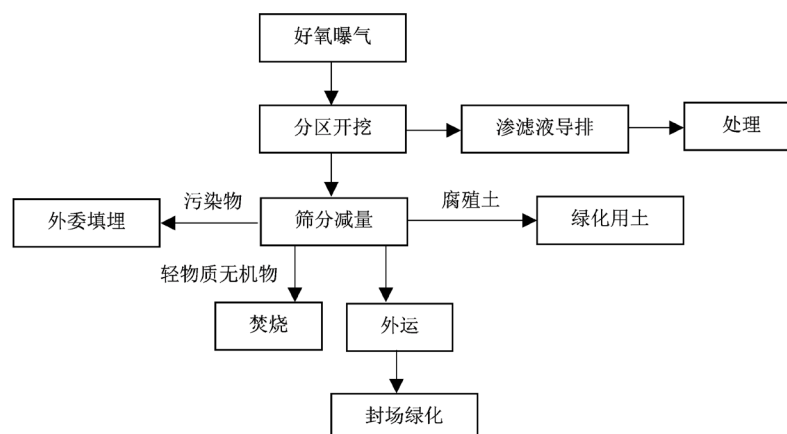 好氧曝气
分区开挖
渗滤液导排
处理
污染物
腐殖土
外委填埋
筛分减量
绿化用土
轻物质无机物
焚烧
外运
封场绿化